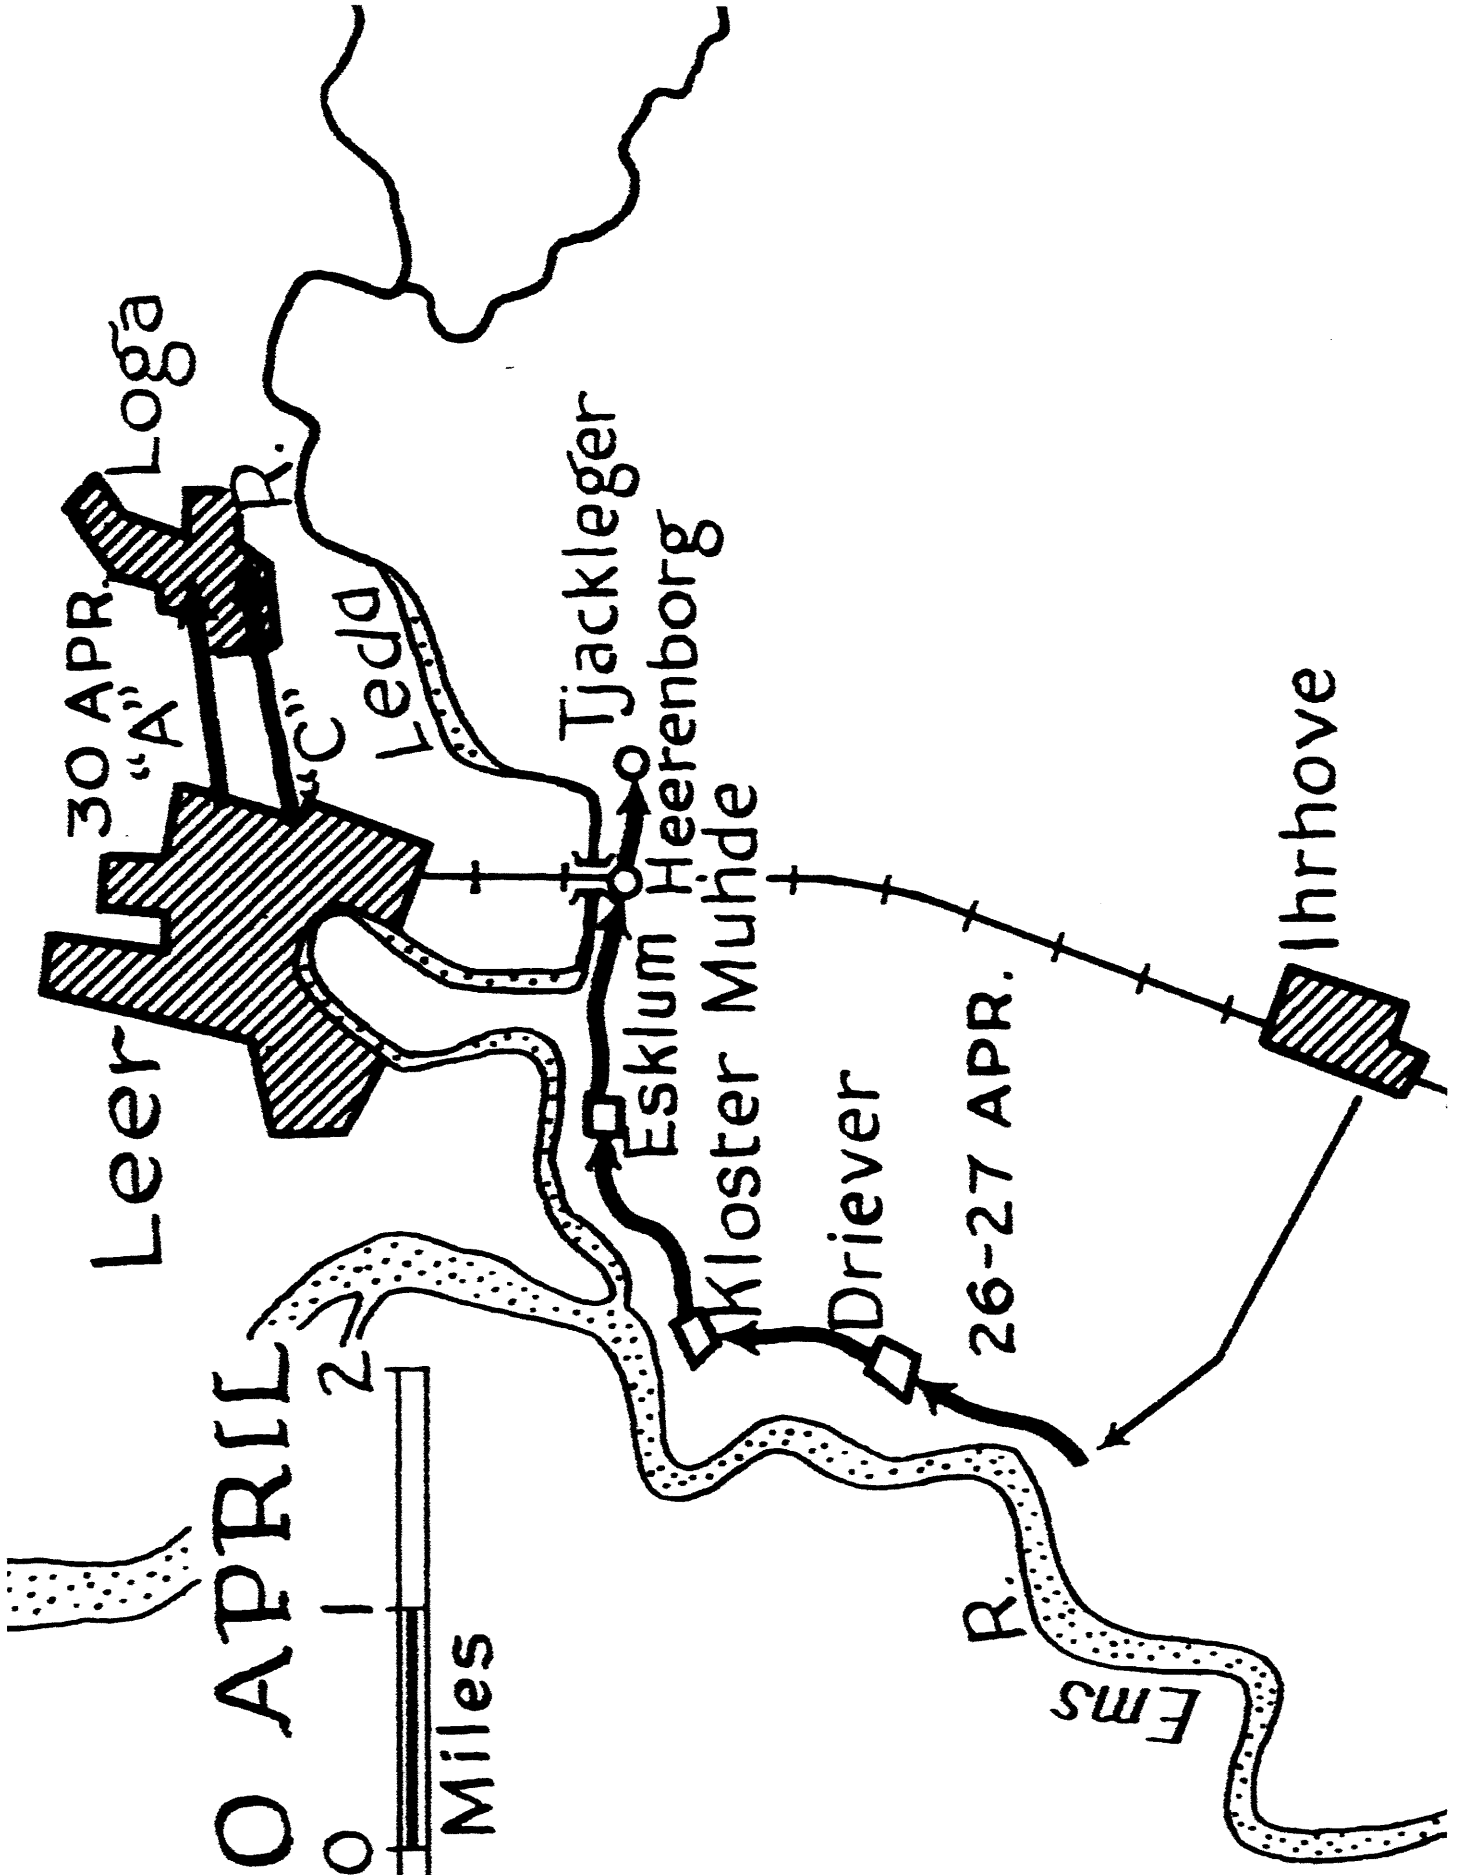 30 APR.
Leer
Loga
“A”
O APRIL
R.
“C”
Ledd
0 1 2
Miles
Tjackleger
Esklum
Heerenborg
Kloster Muhde
Driever
26-27 APR.
R.
Ems
Ihrhove